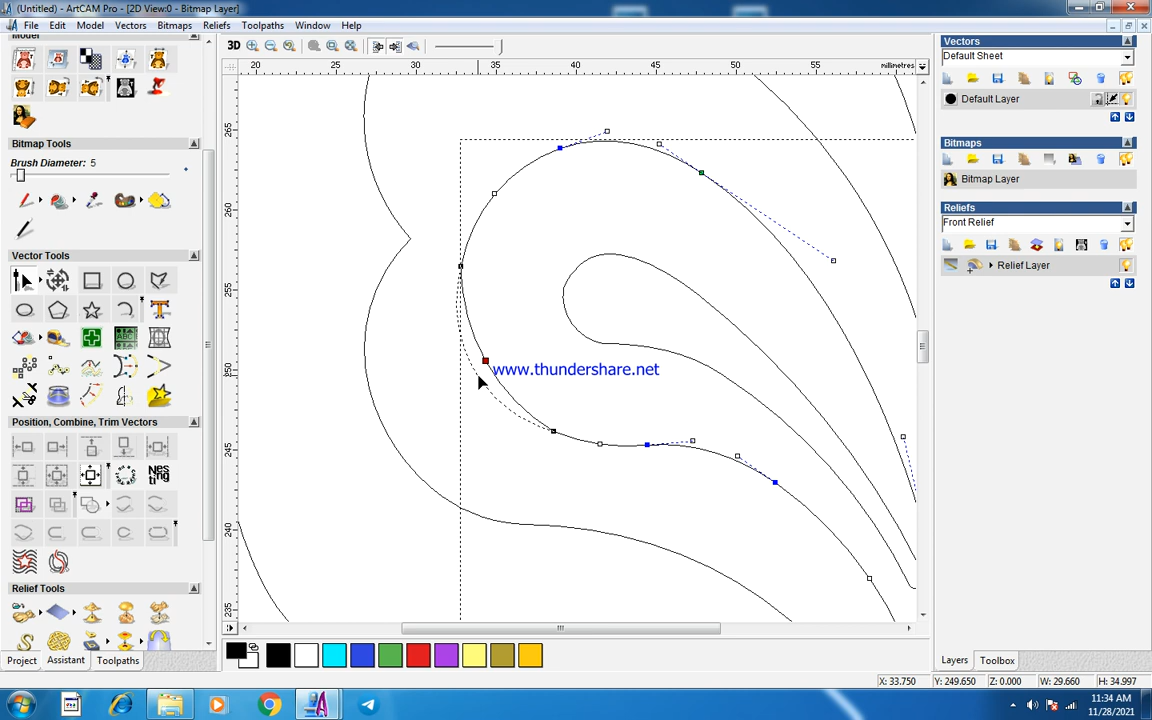 (Untitled) - ArtCAM Pro - [2D View:0 - Bitmap Layer]
File Edit Model Vectors Bitmaps Reliefs Toolpaths Window Help
Model
Bitmap Tools
Brush Diameter: 5
Vector Tools
Position, Combine, Trim Vectors
Relief Tools
Project Assistant Toolpaths
3D
20 25 30 35 40 45 50 55 millimetres
265
260
255
250
245
240
235
www.thundershare.net
Vectors
Default Sheet
Default Layer
Bitmaps
Bitmap Layer
Reliefs
Front Relief
Relief Layer
Layers Toolbox
X: 33.750 Y: 249.650 Z: 0.000 W: 29.660 H: 34.997
11:34 AM
11/28/2021